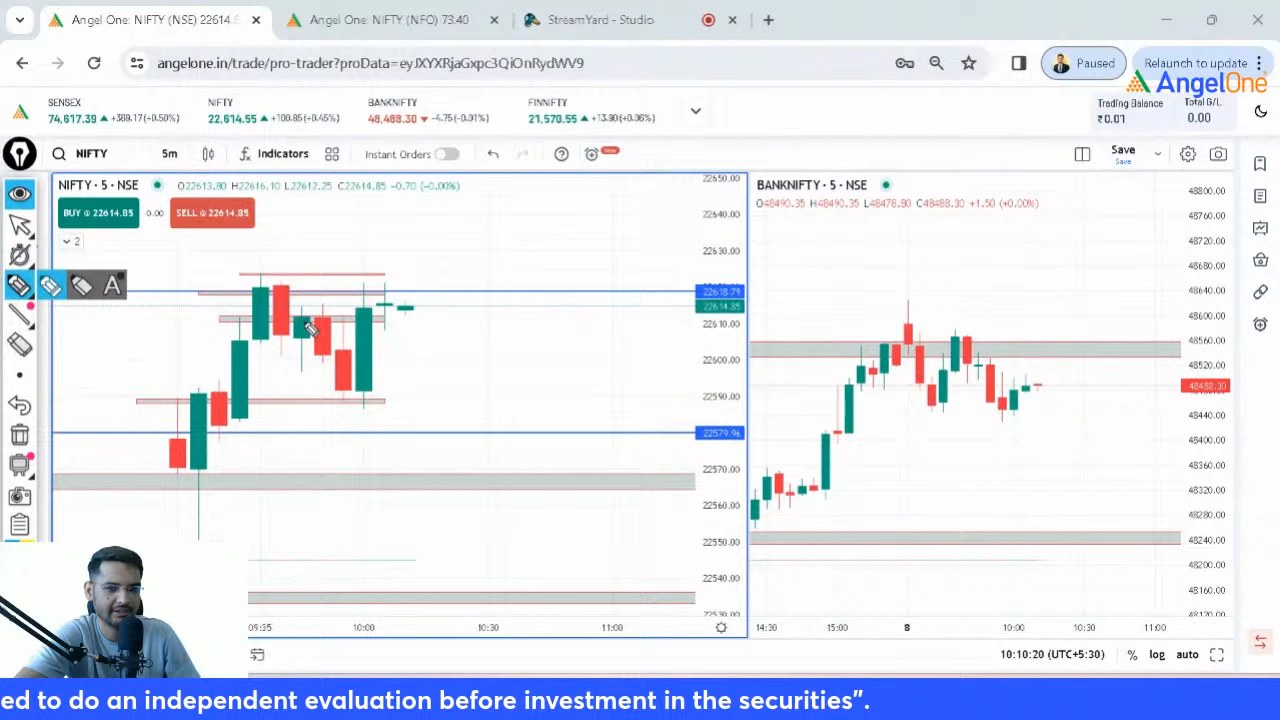 Angel One: NIFTY (NSE) 22614.8
Angel One: NIFTY (NFO) 73.40
StreamYard - Studio
angelone.in/trade/pro-trader?proData=eyJXYXRjaGxpc3QiOnRydWV9
Paused
Relaunch to update
AngelOne
SENSEX
74,617.39 +369.17(+0.50%)
NIFTY
22,614.55 +100.85(+0.45%)
BANKNIFTY
48,488.30 -4.75(-0.01%)
FINNIFTY
21,570.55
Trading Balance
₹0.01
Total G/L
0.00
NIFTY
5m
Indicators
Instant Orders
Save
Save
NIFTY · 5 · NSE
O22613.80 H22616.10 L22612.25 C22614.85 -0.70 (-0.00%)
BUY @ 22614.85
0.00
SELL @ 22614.85
2
A
22650.00
22640.00
22630.00
22618.79
22614.85
22610.00
22600.00
22590.00
22579.96
22570.00
22560.00
22550.00
22540.00
22530.00
09:35
10:00
10:30
11:00
BANKNIFTY · 5 · NSE
O48490.35 H48490.35 L48478.80 C48488.30 +1.50 (+0.00%)
48800.00
48760.00
48720.00
48680.00
48640.00
48600.00
48560.00
48520.00
48488.30
48440.00
48400.00
48360.00
48320.00
48280.00
48240.00
48200.00
48160.00
48120.00
14:30
15:00
8
10:00
10:30
11:00
10:10:20 (UTC+5:30)
%
log
auto
ed to do an independent evaluation before investment in the securities”.